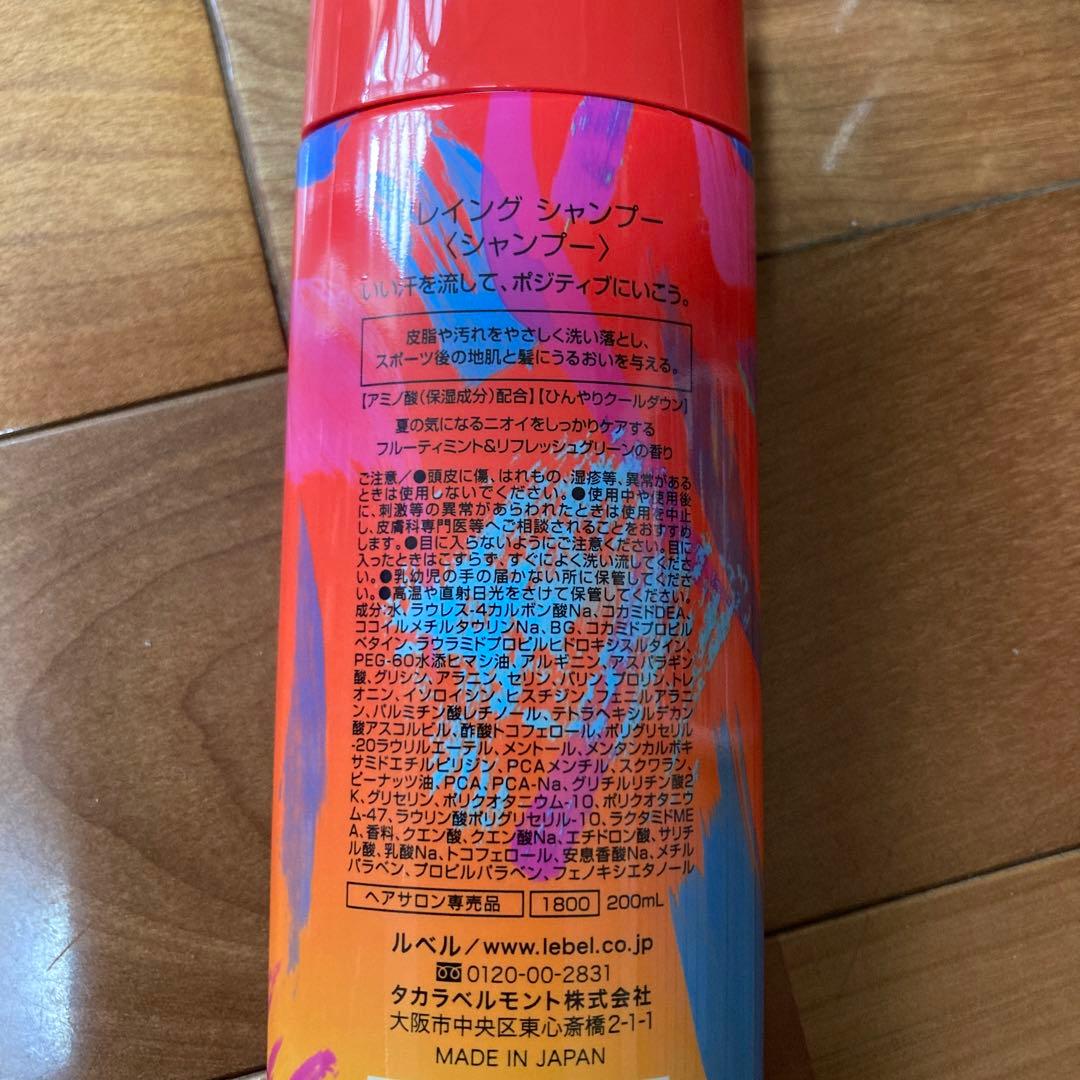 レイング シャンプー
〈シャンプー〉
いい汗を流して、ポジティブにいこう。
皮脂や汚れをやさしく洗い落とし、
スポーツ後の地肌と髪にうるおいを与える。
【アミノ酸（保湿成分）配合】【ひんやりクールダウン】
夏の気になるニオイをしっかりケアする
フルーティミント&リフレッシュグリーンの香り
ご注意／●頭皮に傷、はれもの、湿疹等、異常がある
ときは使用しないでください。●使用中や使用後
に、刺激等の異常があらわれたときは使用を中止
し、皮膚科専門医等へご相談されることをおすすめ
します。●目に入らないようにご注意ください。目に
入ったときはこすらず、すぐによく洗い流してくださ
い。●乳幼児の手の届かない所に保管してくださ
い。●高温や直射日光をさけて保管してください。
成分:水、ラウレス-4カルボン酸Na、コカミドDEA、
ココイルメチルタウリンNa、BG、コカミドプロピル
ベタイン、ラウラミドプロピルヒドロキシスルタイン、
PEG-60水添ヒマシ油、アルギニン、アスパラギン
酸、グリシン、アラニン、セリン、バリン、プロリン、トレ
オニン、イソロイシン、ヒスチジン、フェニルアラニ
ン、パルミチン酸レチノール、テトラヘキシルデカン
酸アスコルビル、酢酸トコフェロール、ポリグリセリル
-20ラウリルエーテル、メントール、メンタンカルボキ
サミドエチルピリジン、PCAメンチル、スクワラン、
ピーナッツ油、PCA、PCA-Na、グリチルリチン酸2
K、グリセリン、ポリクオタニウム-10、ポリクオタニウ
ム-47、ラウリン酸ポリグリセリル-10、ラクタミドME
A、香料、クエン酸、クエン酸Na、エチドロン酸、サリチ
ル酸、乳酸Na、トコフェロール、安息香酸Na、メチル
パラベン、プロピルパラベン、フェノキシエタノール
ヘアサロン専売品 1800 200mL
ルベル／www.lebel.co.jp
0120-00-2831
タカラベルモント株式会社
大阪市中央区東心斎橋2-1-1
MADE IN JAPAN